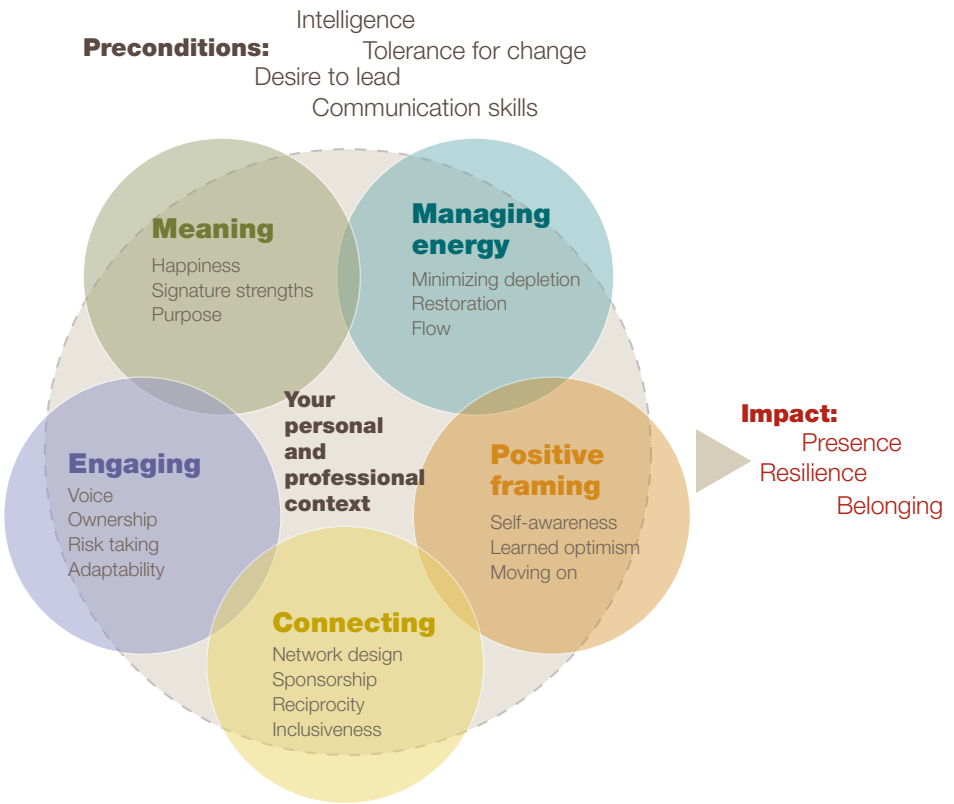 Intelligence
Preconditions:
Tolerance for change
Desire to lead
Communication skills
Meaning
Happiness
Signature strengths
Purpose
Managing
energy
Minimizing depletion
Restoration
Flow
Your
personal
and
professional
context
Engaging
Voice
Ownership
Risk taking
Adaptability
Positive
framing
Self-awareness
Learned optimism
Moving on
Connecting
Network design
Sponsorship
Reciprocity
Inclusiveness
Impact:
Presence
Resilience
Belonging